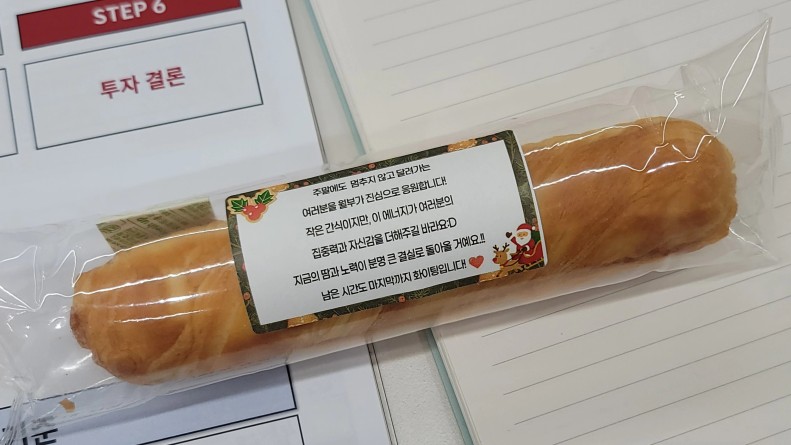 STEP 6
투자 결론
주말에도 멈추지 않고 달려가는
여러분을 월부가 진심으로 응원합니다!
작은 간식이지만, 이 에너지가 여러분의
집중력과 자신감을 더해주길 바라요:D
지금의 땀과 노력이 분명 큰 결실로 돌아올 거예요.!!
남은 시간도 마지막까지 화이팅입니다!
준